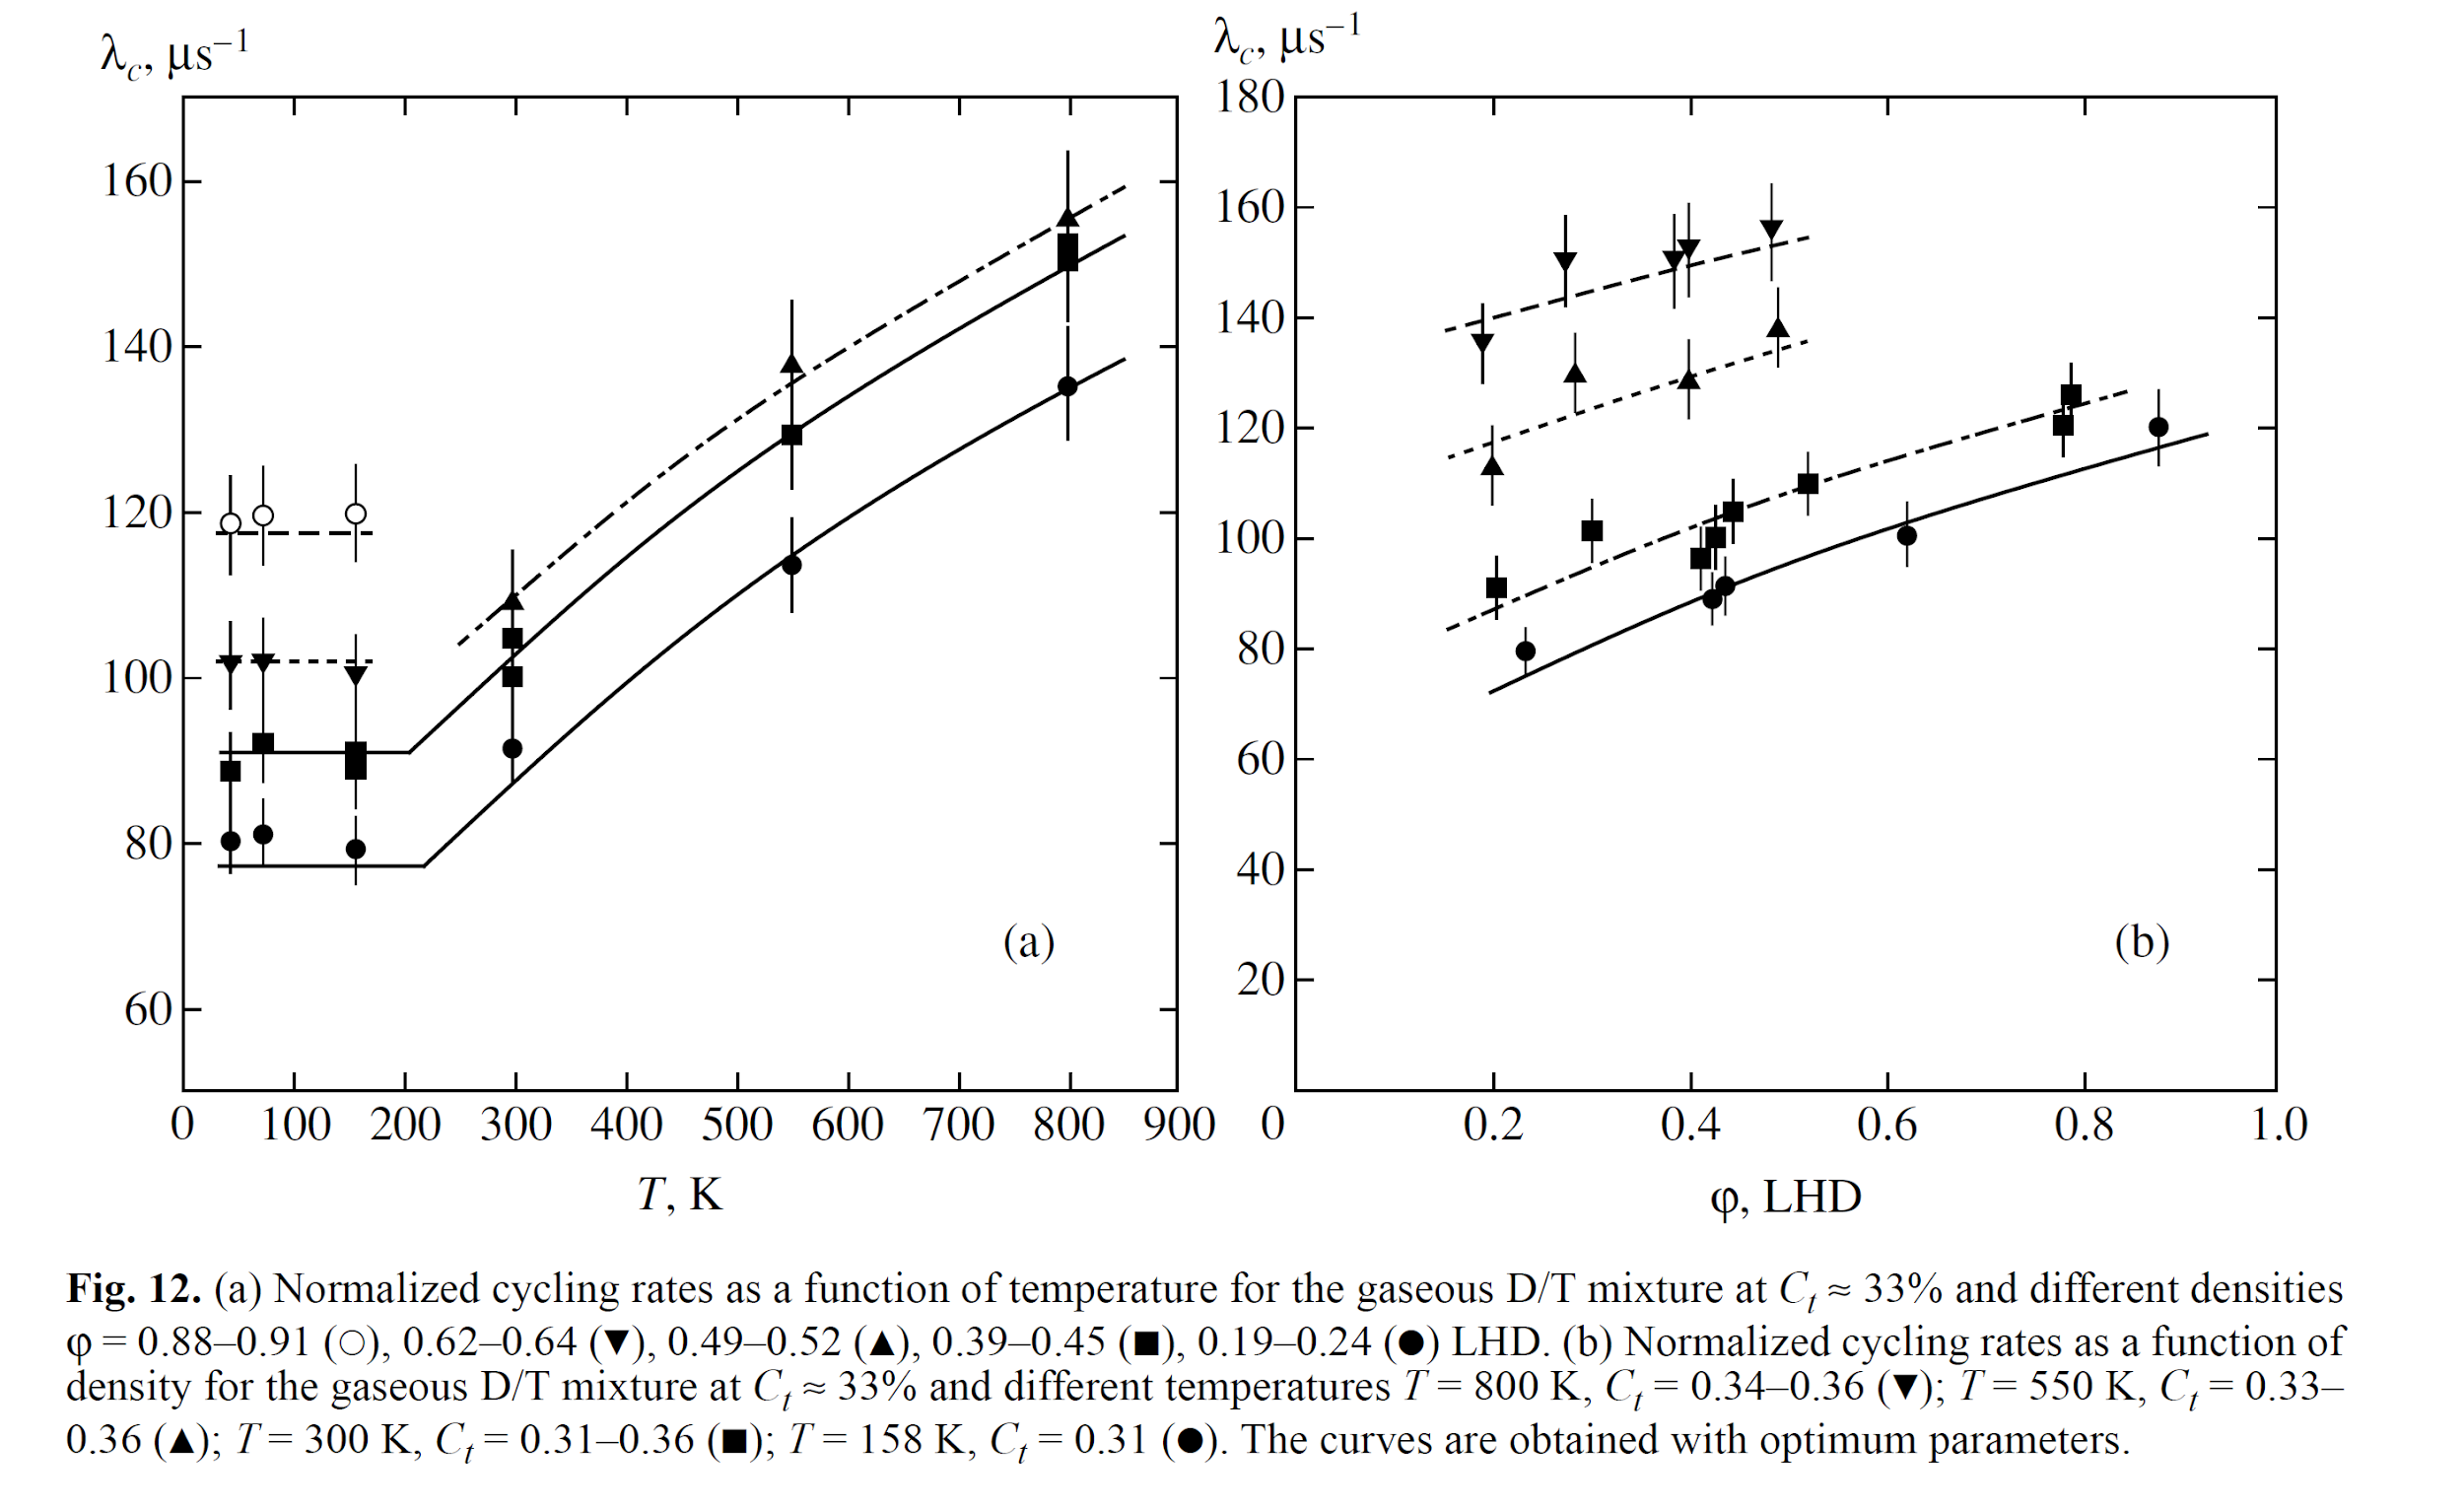 λc, μs−1
160
140
120
100
80
60
0 100 200 300 400 500 600 700 800 900
T, K
(a)
λc, μs−1
180
160
140
120
100
80
60
40
20
0 0.2 0.4 0.6 0.8 1.0
φ, LHD
(b)
Fig. 12. (a) Normalized cycling rates as a function of temperature for the gaseous D/T mixture at Ct ≈ 33% and different densities
φ = 0.88–0.91 (○), 0.62–0.64 (▼), 0.49–0.52 (▲), 0.39–0.45 (■), 0.19–0.24 (●) LHD. (b) Normalized cycling rates as a function of
density for the gaseous D/T mixture at Ct ≈ 33% and different temperatures T = 800 K, Ct = 0.34–0.36 (▼); T = 550 K, Ct = 0.33–
0.36 (▲); T = 300 K, Ct = 0.31–0.36 (■); T = 158 K, Ct = 0.31 (●). The curves are obtained with optimum parameters.